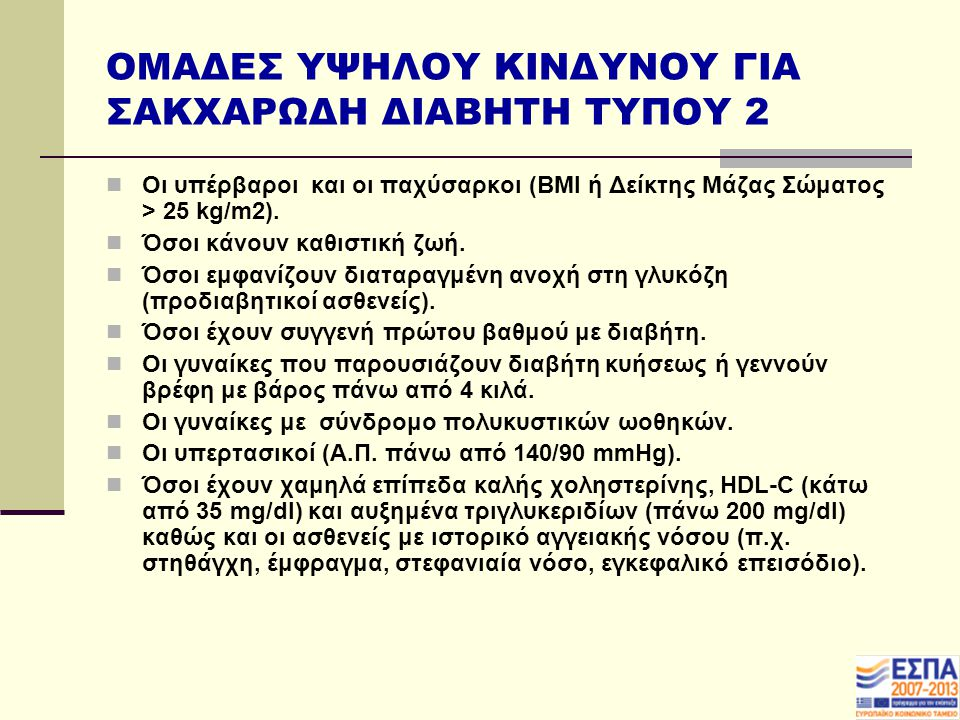 ΟΜΑΔΕΣ ΥΨΗΛΟΥ ΚΙΝΔΥΝΟΥ ΓΙΑ
ΣΑΚΧΑΡΩΔΗ ΔΙΑΒΗΤΗ ΤΥΠΟΥ 2
Οι υπέρβαροι και οι παχύσαρκοι (BMI ή Δείκτης Μάζας Σώματος
> 25 kg/m2).
Όσοι κάνουν καθιστική ζωή.
Όσοι εμφανίζουν διαταραγμένη ανοχή στη γλυκόζη
(προδιαβητικοί ασθενείς).
Όσοι έχουν συγγενή πρώτου βαθμού με διαβήτη.
Οι γυναίκες που παρουσιάζουν διαβήτη κυήσεως ή γεννούν
βρέφη με βάρος πάνω από 4 κιλά.
Οι γυναίκες με σύνδρομο πολυκυστικών ωοθηκών.
Οι υπερτασικοί (Α.Π. πάνω από 140/90 mmHg).
Όσοι έχουν χαμηλά επίπεδα καλής χοληστερίνης, HDL-C (κάτω
από 35 mg/dl) και αυξημένα τριγλυκεριδίων (πάνω 200 mg/dl)
καθώς και οι ασθενείς με ιστορικό αγγειακής νόσου (π.χ.
στηθάγχη, έμφραγμα, στεφανιαία νόσο, εγκεφαλικό επεισόδιο).
ΕΣΠΑ
2007-2013
πρόγραμμα για την ανάπτυξη
ΕΥΡΩΠΑΪΚΟ ΚΟΙΝΩΝΙΚΟ ΤΑΜΕΙΟ